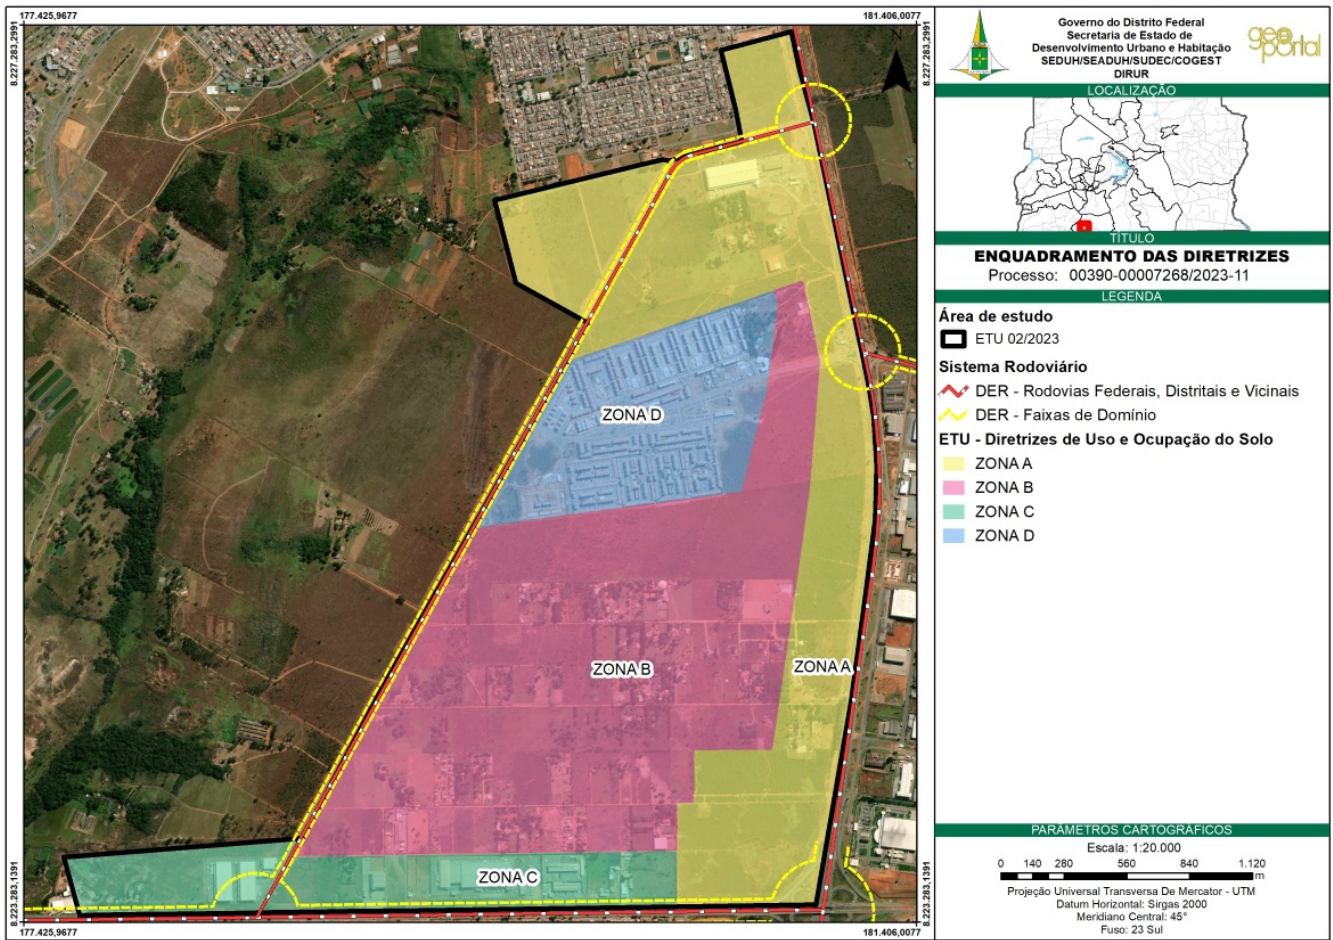 177.425,9677
181.406,0077
8.227.283,2991
8.227.283,2991
N
ZONA D
ZONA B
ZONA A
ZONA C
8.223.283,1391
8.223.283,1391
177.425,9677
181.406,0077
Governo do Distrito Federal
Secretaria de Estado de
Desenvolvimento Urbano e Habitação
SEDUH/SEADUH/SUDEC/COGEST
DIRUR
geo
portal
LOCALIZAÇÃO
TÍTULO
ENQUADRAMENTO DAS DIRETRIZES
Processo: 00390-00007268/2023-11
LEGENDA
Área de estudo
ETU 02/2023
Sistema Rodoviário
DER - Rodovias Federais, Distritais e Vicinais
DER - Faixas de Domínio
ETU - Diretrizes de Uso e Ocupação do Solo
ZONA A
ZONA B
ZONA C
ZONA D
PARÂMETROS CARTOGRÁFICOS
Escala: 1:20.000
0 140 280 560 840 1.120
m
Projeção Universal Transversa De Mercator - UTM
Datum Horizontal: Sirgas 2000
Meridiano Central: 45°
Fuso: 23 Sul